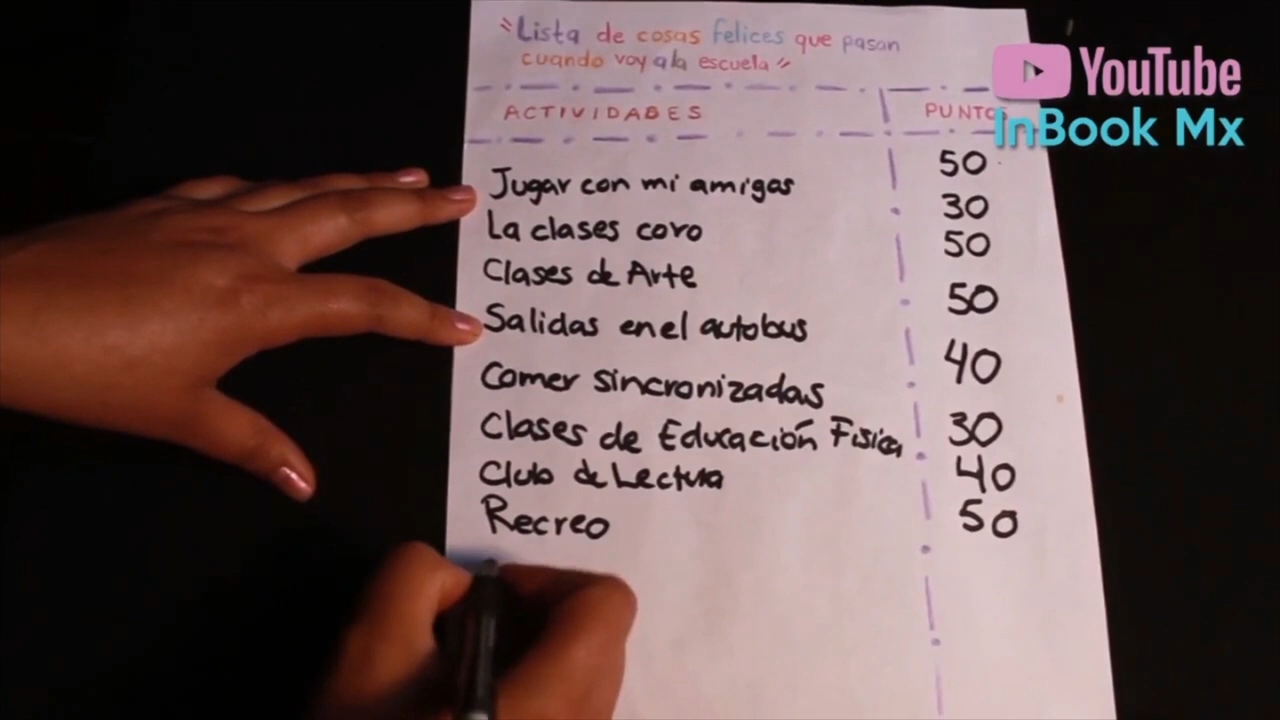 "Lista de cosas felices que pasan
cuando voy a la escuela"
ACTIVIDADES PUNTO
YouTube
InBook Mx
Jugar con mi amigas 50
La clases coro 30
Clases de Arte 50
Salidas en el autobus 50
Comer sincronizadas 40
Clases de Educación Fisica 30
Club de Lectura 40
Recreo 50